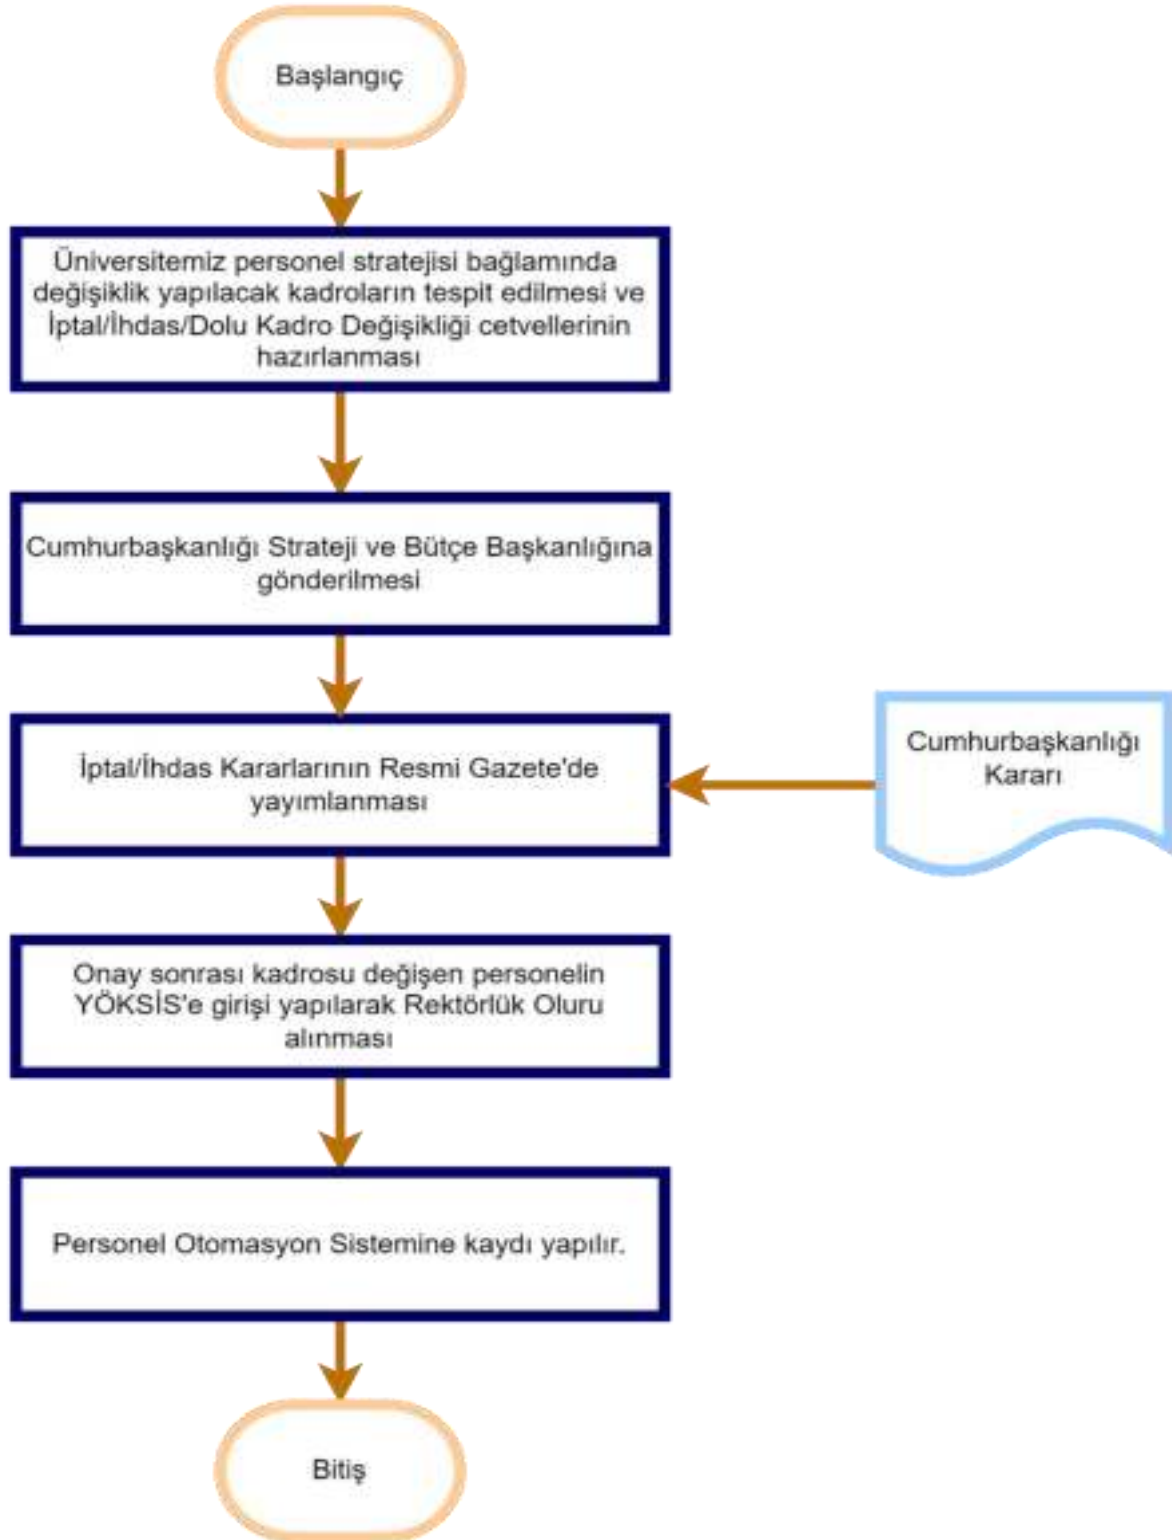 Başlangıç
Üniversitemiz personel stratejisi bağlamında
değişiklik yapılacak kadroların tespit edilmesi ve
İptal/İhdas/Dolu Kadro Değişikliği cetvellerinin
hazırlanması
Cumhurbaşkanlığı Strateji ve Bütçe Başkanlığına
gönderilmesi
İptal/İhdas Kararlarının Resmi Gazete'de
yayımlanması
Cumhurbaşkanlığı
Kararı
Onay sonrası kadrosu değişen personelin
YÖKSİS'e girişi yapılarak Rektörlük Oluru
alınması
Personel Otomasyon Sistemine kaydı yapılır.
Bitiş